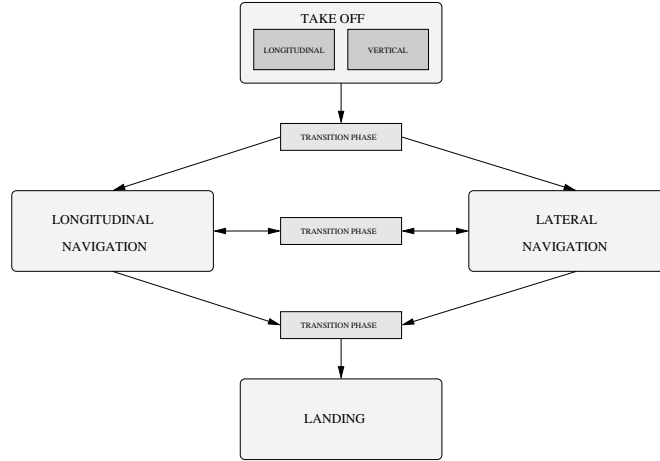 TAKE OFF
LONGITUDINAL
VERTICAL
TRANSITION PHASE
LONGITUDINAL
NAVIGATION
TRANSITION PHASE
LATERAL
NAVIGATION
TRANSITION PHASE
LANDING